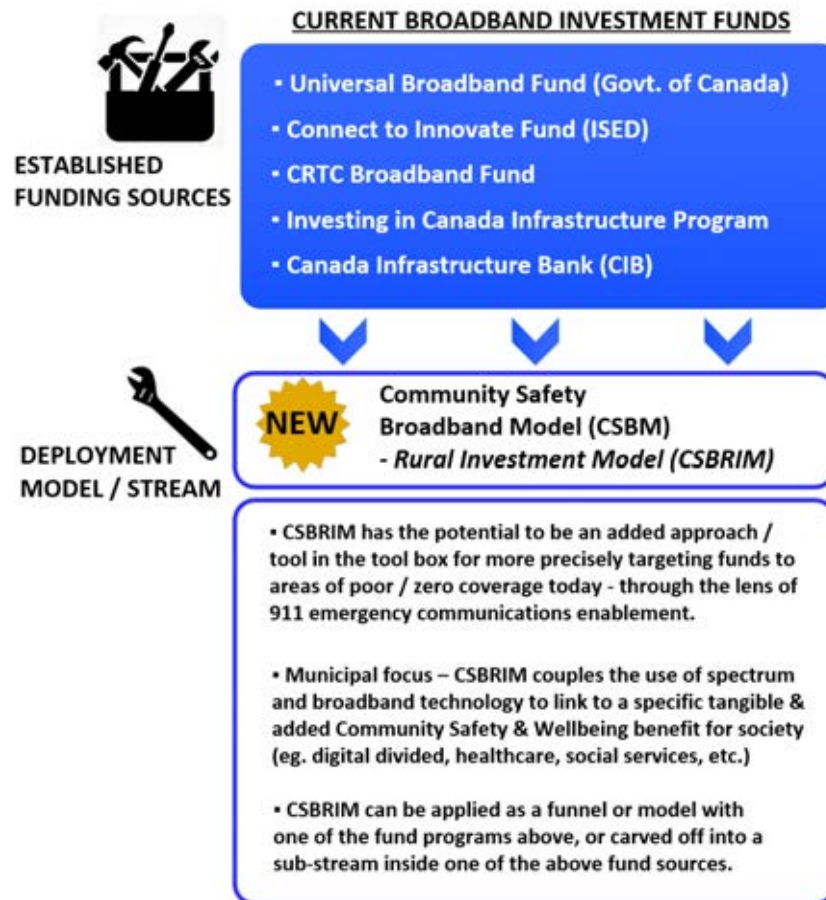 CURRENT BROADBAND INVESTMENT FUNDS
ESTABLISHED
FUNDING SOURCES
▪ Universal Broadband Fund (Govt. of Canada)
▪ Connect to Innovate Fund (ISED)
▪ CRTC Broadband Fund
▪ Investing in Canada Infrastructure Program
▪ Canada Infrastructure Bank (CIB)
DEPLOYMENT
MODEL / STREAM
NEW
Community Safety
Broadband Model (CSBM)
- Rural Investment Model (CSBRIM)
▪ CSBRIM has the potential to be an added approach /
tool in the tool box for more precisely targeting funds to
areas of poor / zero coverage today - through the lens of
911 emergency communications enablement.
▪ Municipal focus – CSBRIM couples the use of spectrum
and broadband technology to link to a specific tangible &
added Community Safety & Wellbeing benefit for society
(eg. digital divided, healthcare, social services, etc.)
▪ CSBRIM can be applied as a funnel or model with
one of the fund programs above, or carved off into a
sub-stream inside one of the above fund sources.